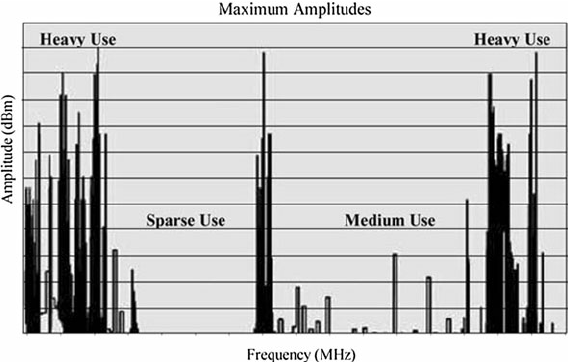 Maximum Amplitudes
Heavy Use
Heavy Use
Sparse Use
Medium Use
Amplitude (dBm)
Frequency (MHz)